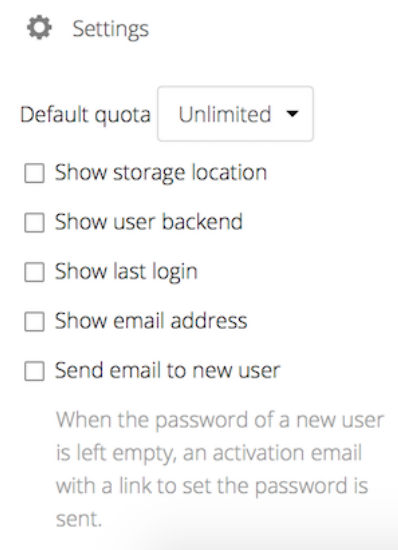 Settings
Default quota Unlimited
Show storage location
Show user backend
Show last login
Show email address
Send email to new user
When the password of a new user
is left empty, an activation email
with a link to set the password is
sent.